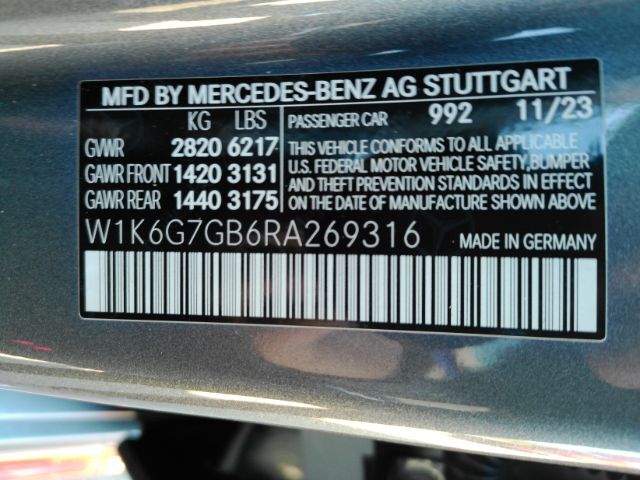 MFD BY MERCEDES-BENZ AG STUTTGART
KG LBS
GWR 2820 6217
GAWR FRONT 1420 3131
GAWR REAR 1440 3175
PASSENGER CAR 992 11/23
THIS VEHICLE CONFORMS TO ALL APPLICABLE
U.S. FEDERAL MOTOR VEHICLE SAFETY, BUMPER
AND THEFT PREVENTION STANDARDS IN EFFECT
ON THE DATE OF MANUFACTURE SHOWN ABOVE
W1K6G7GB6RA269316 MADE IN GERMANY